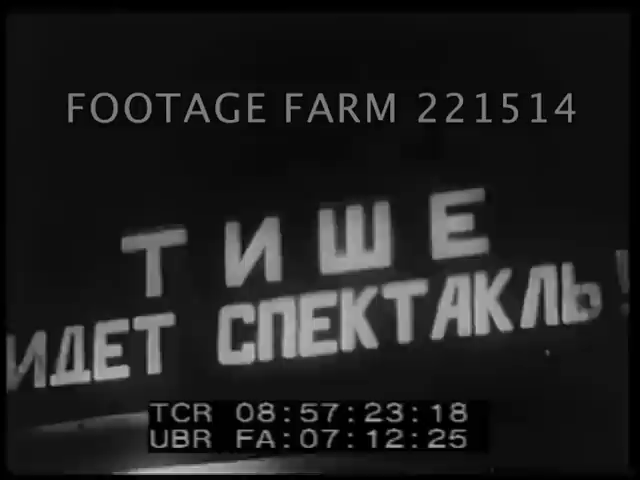 FOOTAGE FARM 221514
ТИШЕ
ИДЕТ СПЕКТАКЛЬ!
TCR 08:57:23:18
UBR FA:07:12:25